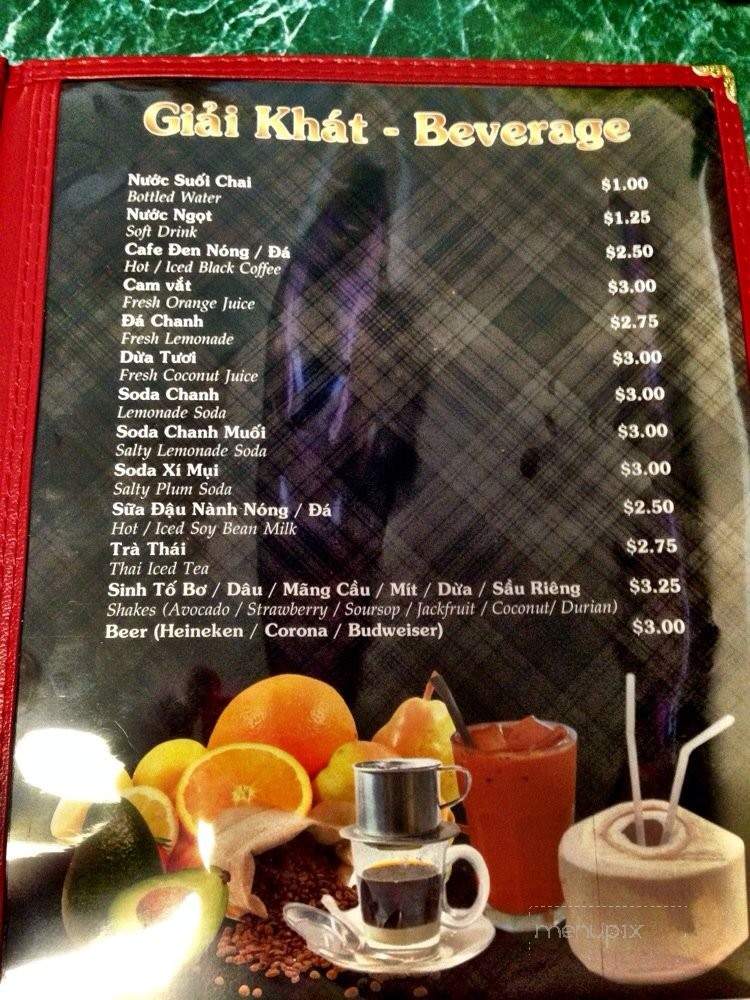 Giải Khát - Beverage
Nước Suối Chai $1.00
Bottled Water
Nước Ngọt $1.25
Soft Drink
Cafe Đen Nóng / Đá $2.50
Hot / Iced Black Coffee
Cam vắt $3.00
Fresh Orange Juice
Đá Chanh $2.75
Fresh Lemonade
Dừa Tươi $3.00
Fresh Coconut Juice
Soda Chanh $3.00
Lemonade Soda
Soda Chanh Muối $3.00
Salty Lemonade Soda
Soda Xí Mụi $3.00
Salty Plum Soda
Sữa Đậu Nành Nóng / Đá $2.50
Hot / Iced Soy Bean Milk
Trà Thái $2.75
Thai Iced Tea
Sinh Tố Bơ / Dâu / Mãng Cầu / Mít / Dừa / Sầu Riêng $3.25
Shakes (Avocado / Strawberry / Soursop / Jackfruit / Coconut/ Durian)
Beer (Heineken / Corona / Budweiser) $3.00
menupix